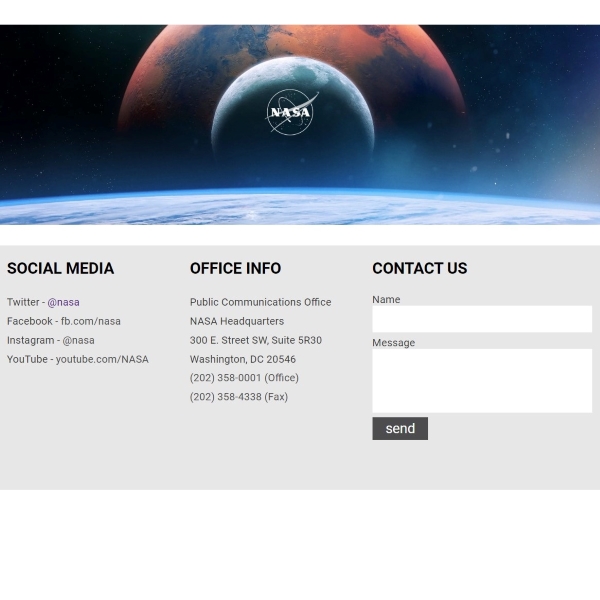 NASA
SOCIAL MEDIA
Twitter - @nasa
Facebook - fb.com/nasa
Instagram - @nasa
YouTube - youtube.com/NASA
OFFICE INFO
Public Communications Office
NASA Headquarters
300 E. Street SW, Suite 5R30
Washington, DC 20546
(202) 358-0001 (Office)
(202) 358-4338 (Fax)
CONTACT US
Name
Message
send